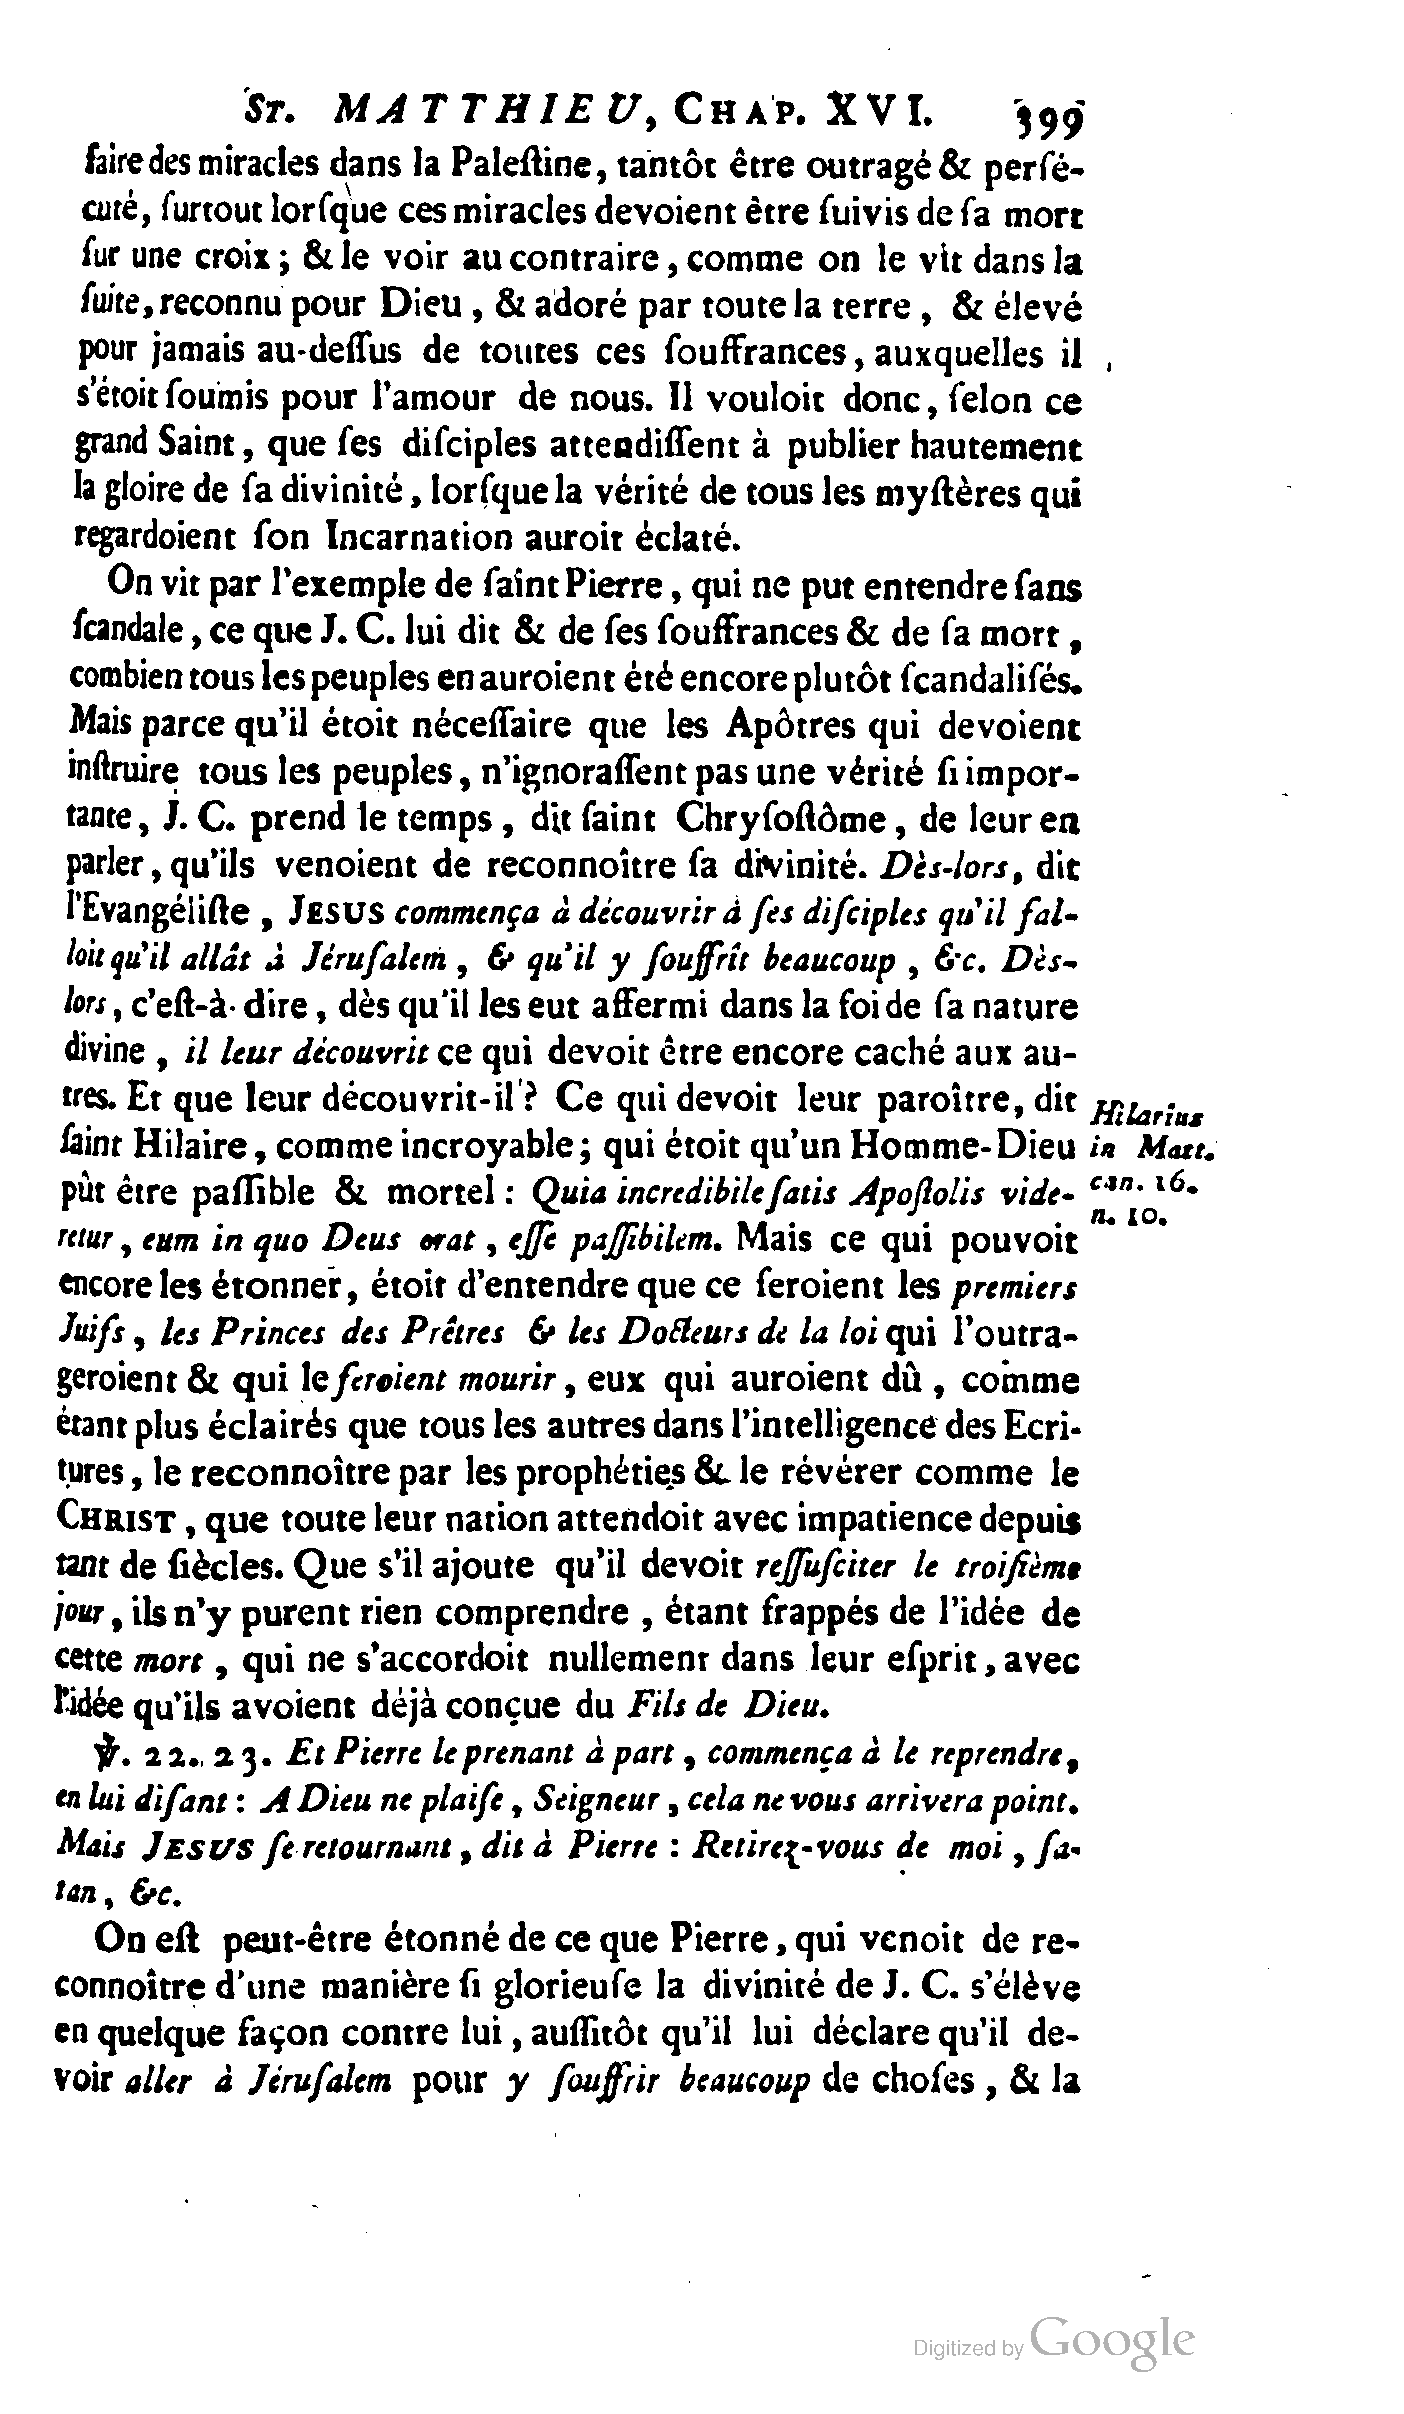 ST. MATTHIEU, CHAP. XVI. 399
faire des miracles dans la Paleſtine, tantôt être outragé & perſé-
cuté, ſurtout lorſque ces miracles devoient être ſuivis de ſa mort
ſur une croix ; & le voir au contraire, comme on le vit dans la
ſuite, reconnu pour Dieu , & adoré par toute la terre , & élevé
pour jamais au-deſſus de toutes ces ſouffrances, auxquelles il
s'étoit ſoumis pour l'amour de nous. Il vouloit donc, ſelon ce
grand Saint, que ſes diſciples attendiſſent à publier hautement
la gloire de ſa divinité, lorſque la vérité de tous les myſtères qui
regardoient ſon Incarnation auroit éclaté.
On vit par l'exemple de ſaint Pierre , qui ne put entendre ſans
ſcandale, ce que J. C. lui dit & de ſes ſouffrances & de ſa mort ,
combien tous les peuples en auroient été encore plutôt ſcandaliſés.
Mais parce qu'il étoit néceſſaire que les Apôtres qui devoient
inſtruire tous les peuples, n'ignoraſſent pas une vérité ſi impor-
tante, J. C. prend le temps , dit ſaint Chryſoſtôme , de leur en
parler, qu'ils venoient de reconnoître ſa divinité. Dès-lors, dit
l'Evangéliſte , JESUS commença à découvrir à ſes diſciples qu'il fal-
loit qu'il allât à Jéruſalem , & qu'il y ſouffrît beaucoup , &c. Dès-
lors, c'eſt-à-dire, dès qu'il les eut affermi dans la foi de ſa nature
divine , il leur découvrit ce qui devoit être encore caché aux au-
tres. Et que leur découvrit-il ? Ce qui devoit leur paroître, dit
ſaint Hilaire, comme incroyable; qui étoit qu'un Homme-Dieu
pût être paſſible & mortel : Quia incredibile ſatis Apoſtolis vide-
retur, eum in quo Deus erat , eſſe paſſibilem. Mais ce qui pouvoit
Hilarius
in Matt.
can. 16.
n. 10.
encore les étonner, étoit d'entendre que ce ſeroient les premiers
Juifs, les Princes des Prêtres & les Docteurs de la loi qui l'outra-
geroient & qui le feroient mourir, eux qui auroient dû , comme
étant plus éclairés que tous les autres dans l'intelligence des Ecri-
tures, le reconnoître par les prophéties & le révérer comme le
CHRIST , que toute leur nation attendoit avec impatience depuis
tant de ſiècles. Que s'il ajoute qu'il devoit reſſuſciter le troiſième
jour, ils n'y purent rien comprendre , étant frappés de l'idée de
cette mort , qui ne s'accordoit nullement dans leur eſprit, avec
l'idée qu'ils avoient déjà conçue du Fils de Dieu.
℣. 22. 23. Et Pierre le prenant à part , commença à le reprendre,
en lui diſant : A Dieu ne plaiſe , Seigneur , cela ne vous arrivera point.
Mais JESUS ſe retournant , dit à Pierre : Retirez-vous de moi , ſa-
tan, &c.
On eſt peut-être étonné de ce que Pierre, qui venoit de re-
connoître d'une manière ſi glorieuſe la divinité de J. C. s'élève
en quelque façon contre lui, auſſitôt qu'il lui déclare qu'il de-
voir aller à Jéruſalem pour y ſouffrir beaucoup de choſes , & la
Digitized by Google